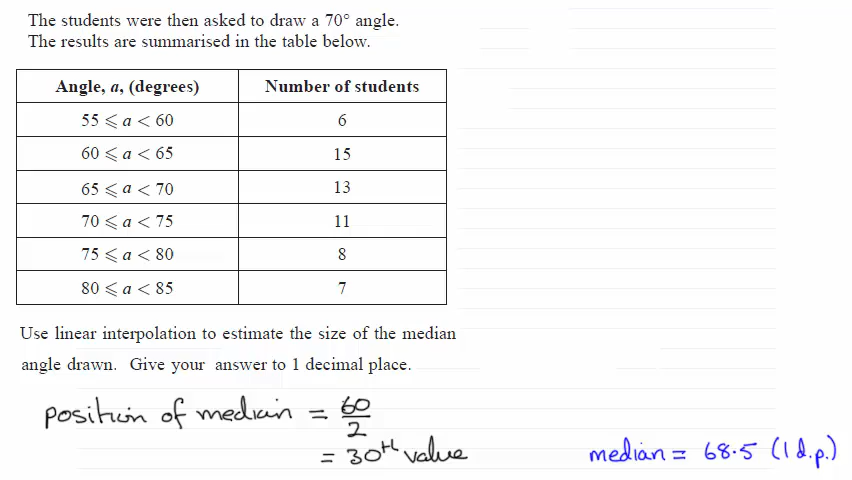 The students were then asked to draw a 70° angle.
The results are summarised in the table below.
Angle, a, (degrees) Number of students
55 ⩽ a < 60 6
60 ⩽ a < 65 15
65 ⩽ a < 70 13
70 ⩽ a < 75 11
75 ⩽ a < 80 8
80 ⩽ a < 85 7
Use linear interpolation to estimate the size of the median
angle drawn. Give your answer to 1 decimal place.
position of median = 60/2
= 30th value
median = 68.5 (1 d.p.)